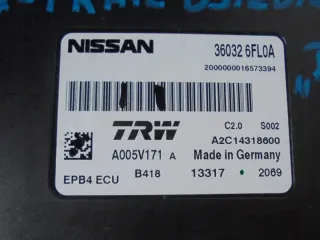 NISSAN
36032 6FL0A
2000000016573394
TRW
C2.0 S002
A2C14318600
A005V171 A
Made in Germany
EPB4 ECU
B418
13317 2069